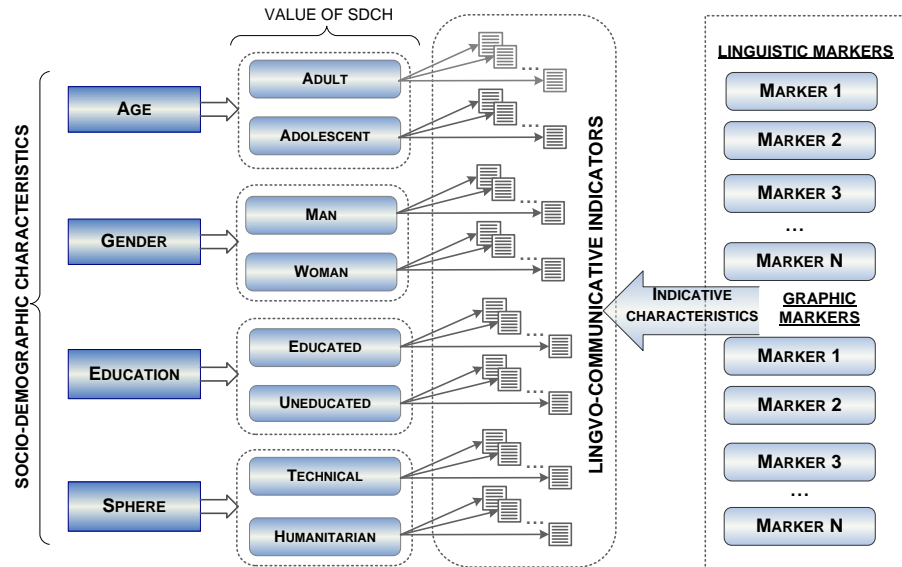 VALUE OF SDCH
SOCIO-DEMOGRAPHIC CHARACTERISTICS
AGE
ADULT
...
ADOLESCENT
...
GENDER
MAN
...
WOMAN
...
EDUCATION
EDUCATED
...
UNEDUCATED
...
SPHERE
TECHNICAL
...
HUMANITARIAN
...
LINGVO-COMMUNICATIVE INDICATORS
INDICATIVE
CHARACTERISTICS
LINGUISTIC MARKERS
MARKER 1
MARKER 2
MARKER 3
...
MARKER N
GRAPHIC
MARKERS
MARKER 1
MARKER 2
MARKER 3
...
MARKER N